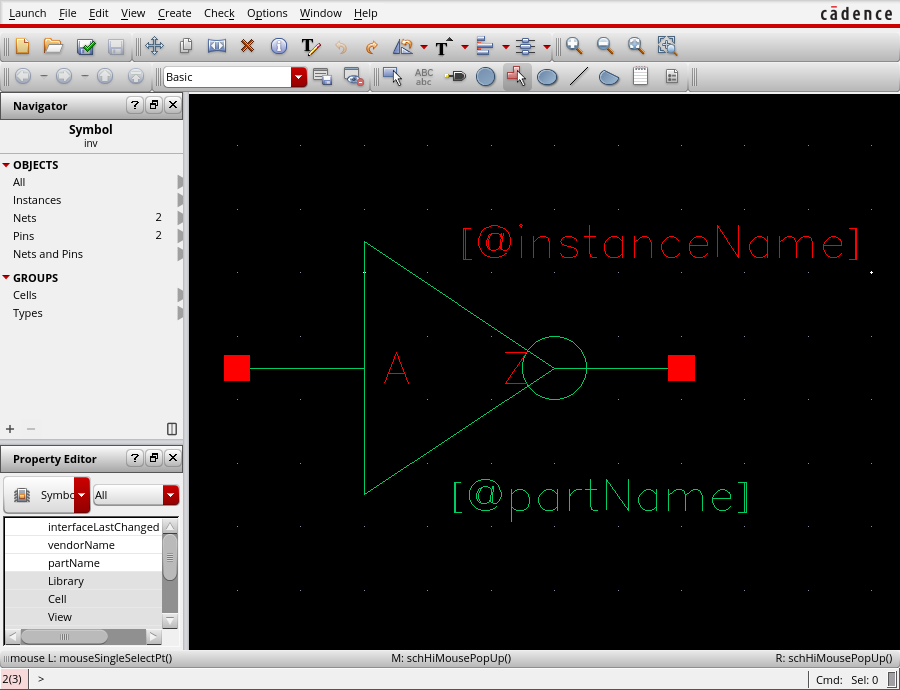 Launch File Edit View Create Check Options Window Help
cādence
T T
Basic
ABC
abc
Navigator
Symbol
inv
OBJECTS
All
Instances
Nets 2
Pins 2
Nets and Pins
GROUPS
Cells
Types
Property Editor
Symbo All
interfaceLastChanged
vendorName
partName
Library
Cell
View
[@instanceName]
A Z
[@partName]
mouse L: mouseSingleSelectPt() M: schHiMousePopUp() R: schHiMousePopUp()
2(3) > Cmd: Sel: 0